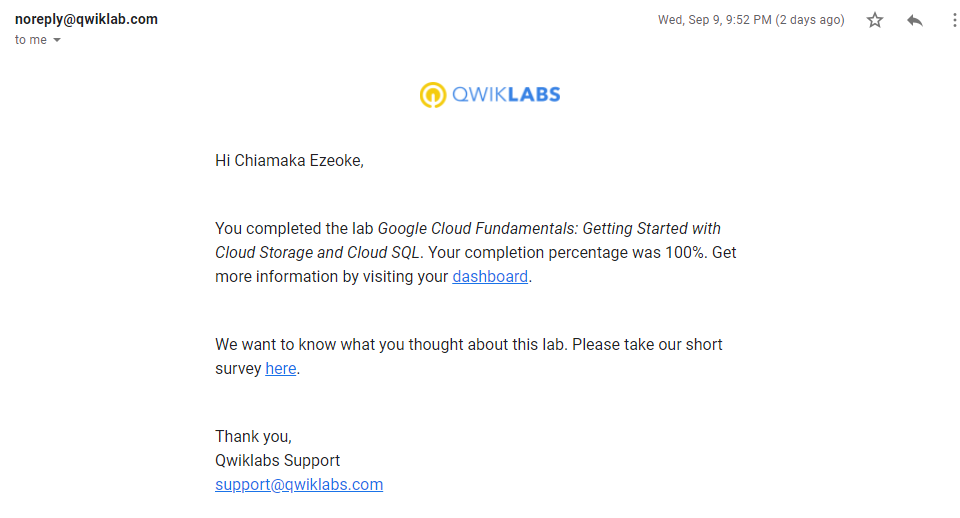 noreply@qwiklab.com
Wed, Sep 9, 9:52 PM (2 days ago)
to me
QWIKLABS
Hi Chiamaka Ezeoke,
You completed the lab Google Cloud Fundamentals: Getting Started with
Cloud Storage and Cloud SQL. Your completion percentage was 100%. Get
more information by visiting your dashboard.
We want to know what you thought about this lab. Please take our short
survey here.
Thank you,
Qwiklabs Support
support@qwiklabs.com